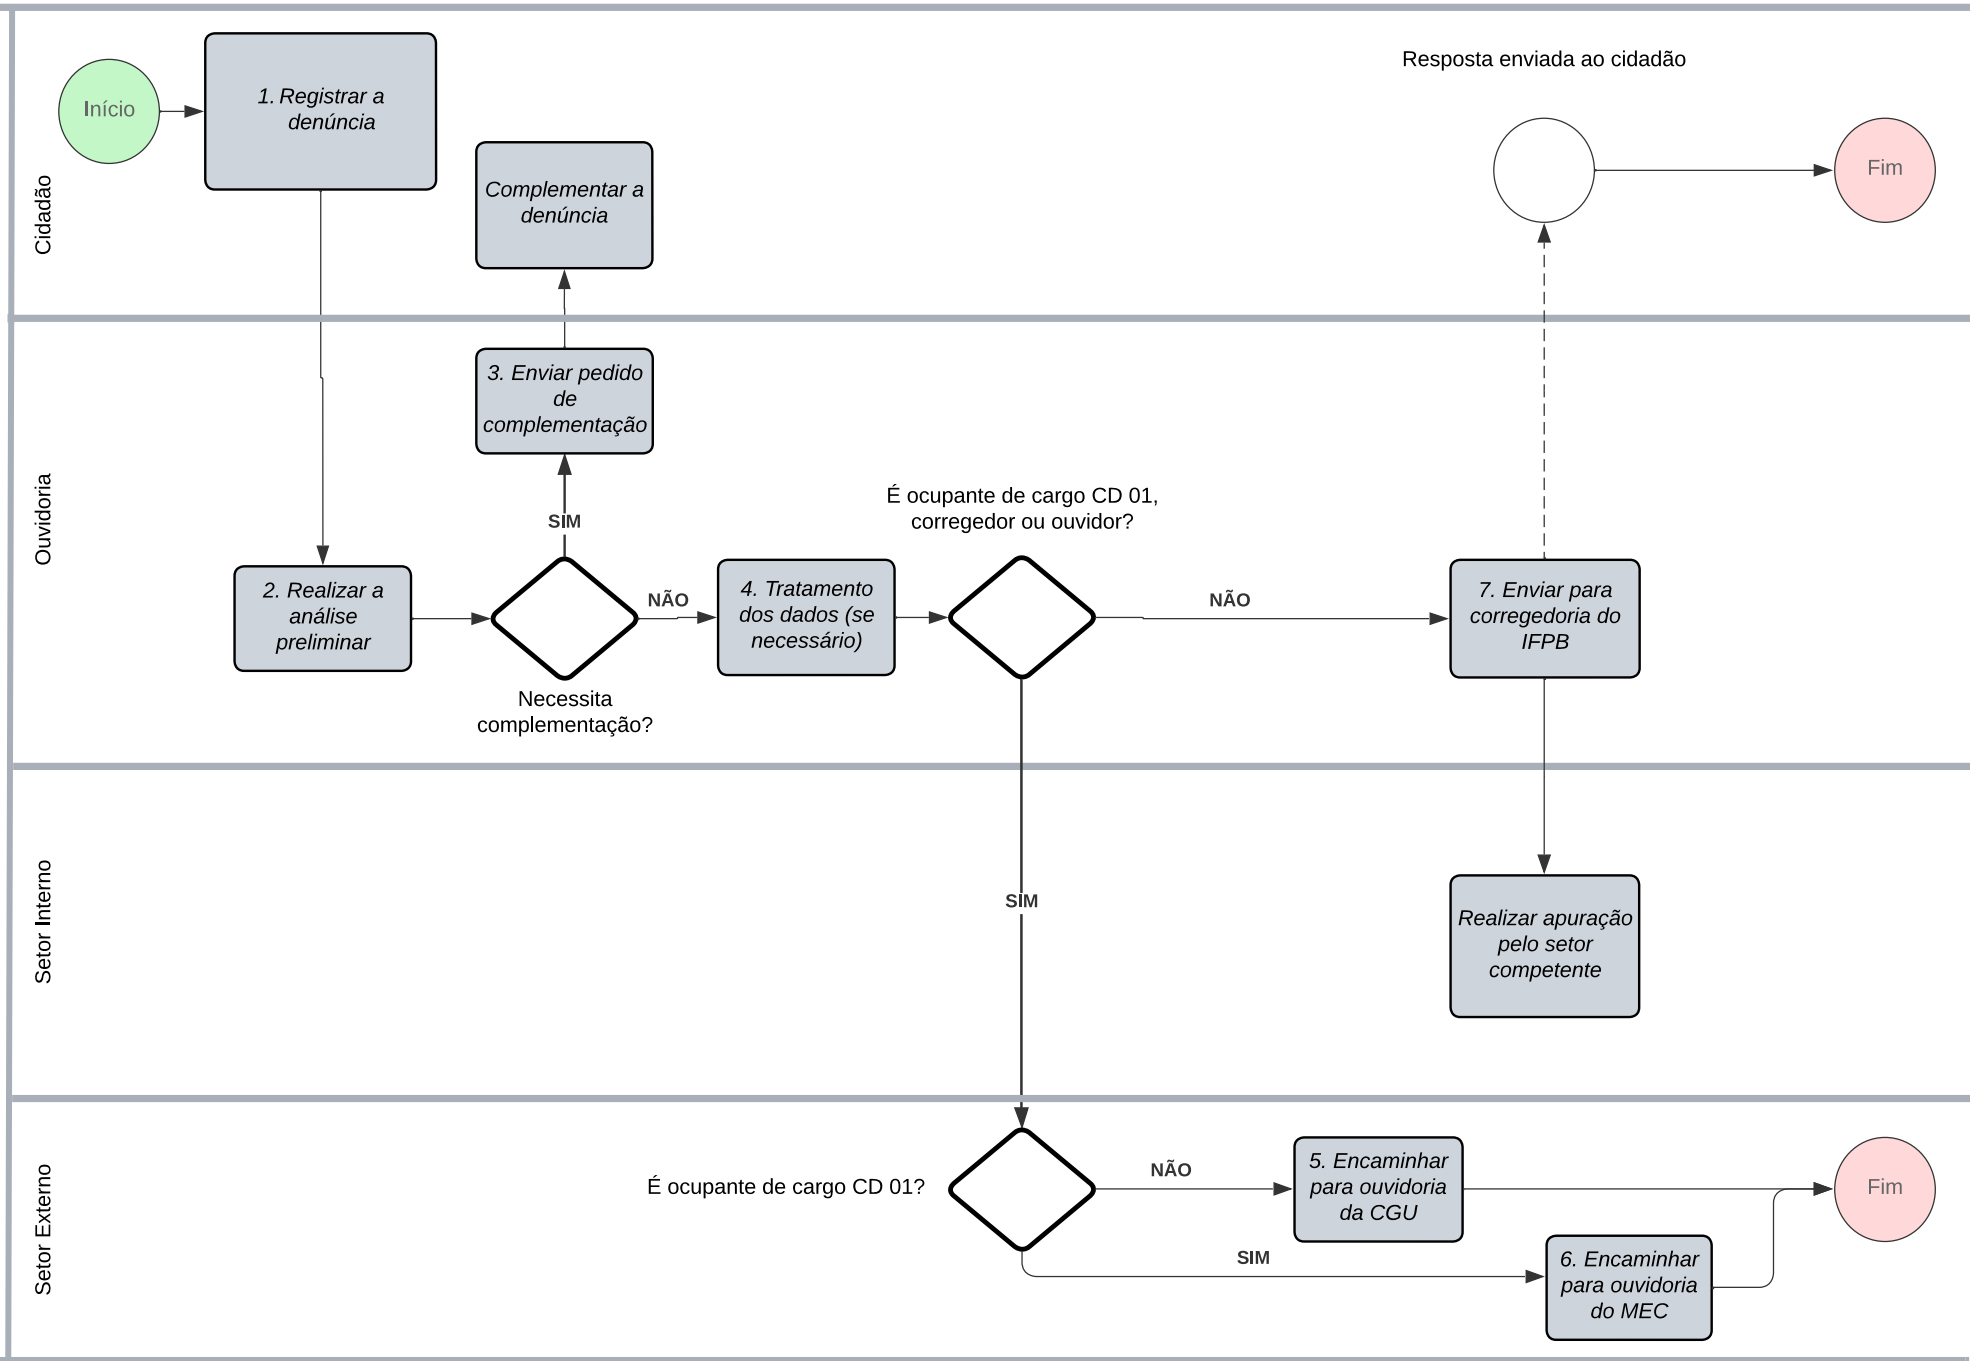 Cidadão
Início
1. Registrar a
denúncia
Complementar a
denúncia
Resposta enviada ao cidadão
Fim
Ouvidoria
3. Enviar pedido
de
complementação
SIM
2. Realizar a
análise
preliminar
Necessita
complementação?
NÃO
4. Tratamento
dos dados (se
necessário)
É ocupante de cargo CD 01,
corregedor ou ouvidor?
NÃO
7. Enviar para
corregedoria do
IFPB
Setor Interno
SIM
Realizar apuração
pelo setor
competente
Setor Externo
É ocupante de cargo CD 01?
NÃO
5. Encaminhar
para ouvidoria
da CGU
SIM
6. Encaminhar
para ouvidoria
do MEC
Fim